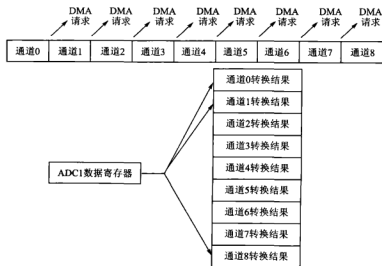 DMA DMA DMA DMA DMA DMA DMA DMA
请求 请求 请求 请求 请求 请求 请求 请求
通道0 通道1 通道2 通道3 通道4 通道5 通道6 通道7 通道8
通道0转换结果
通道1转换结果
通道2转换结果
通道3转换结果
通道4转换结果
ADC1数据寄存器
通道5转换结果
通道6转换结果
通道7转换结果
通道8转换结果